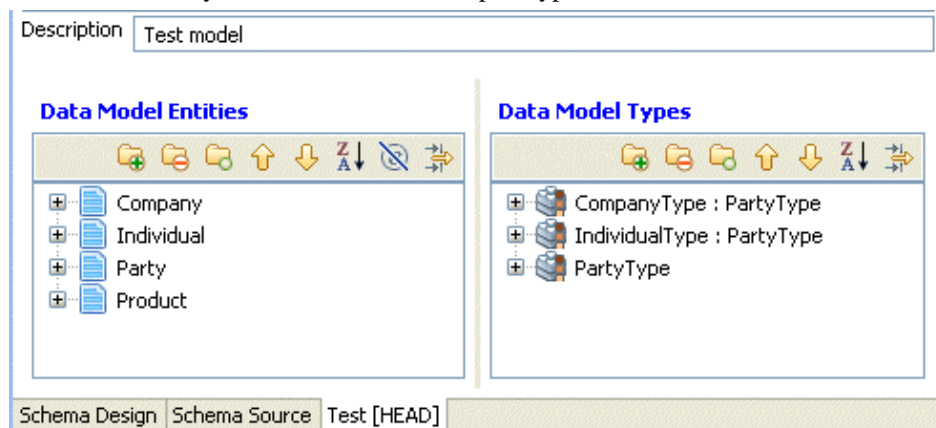 Description Test model
Data Model Entities
Company
Individual
Party
Product
Data Model Types
CompanyType : PartyType
IndividualType : PartyType
PartyType
Schema Design Schema Source Test [HEAD]